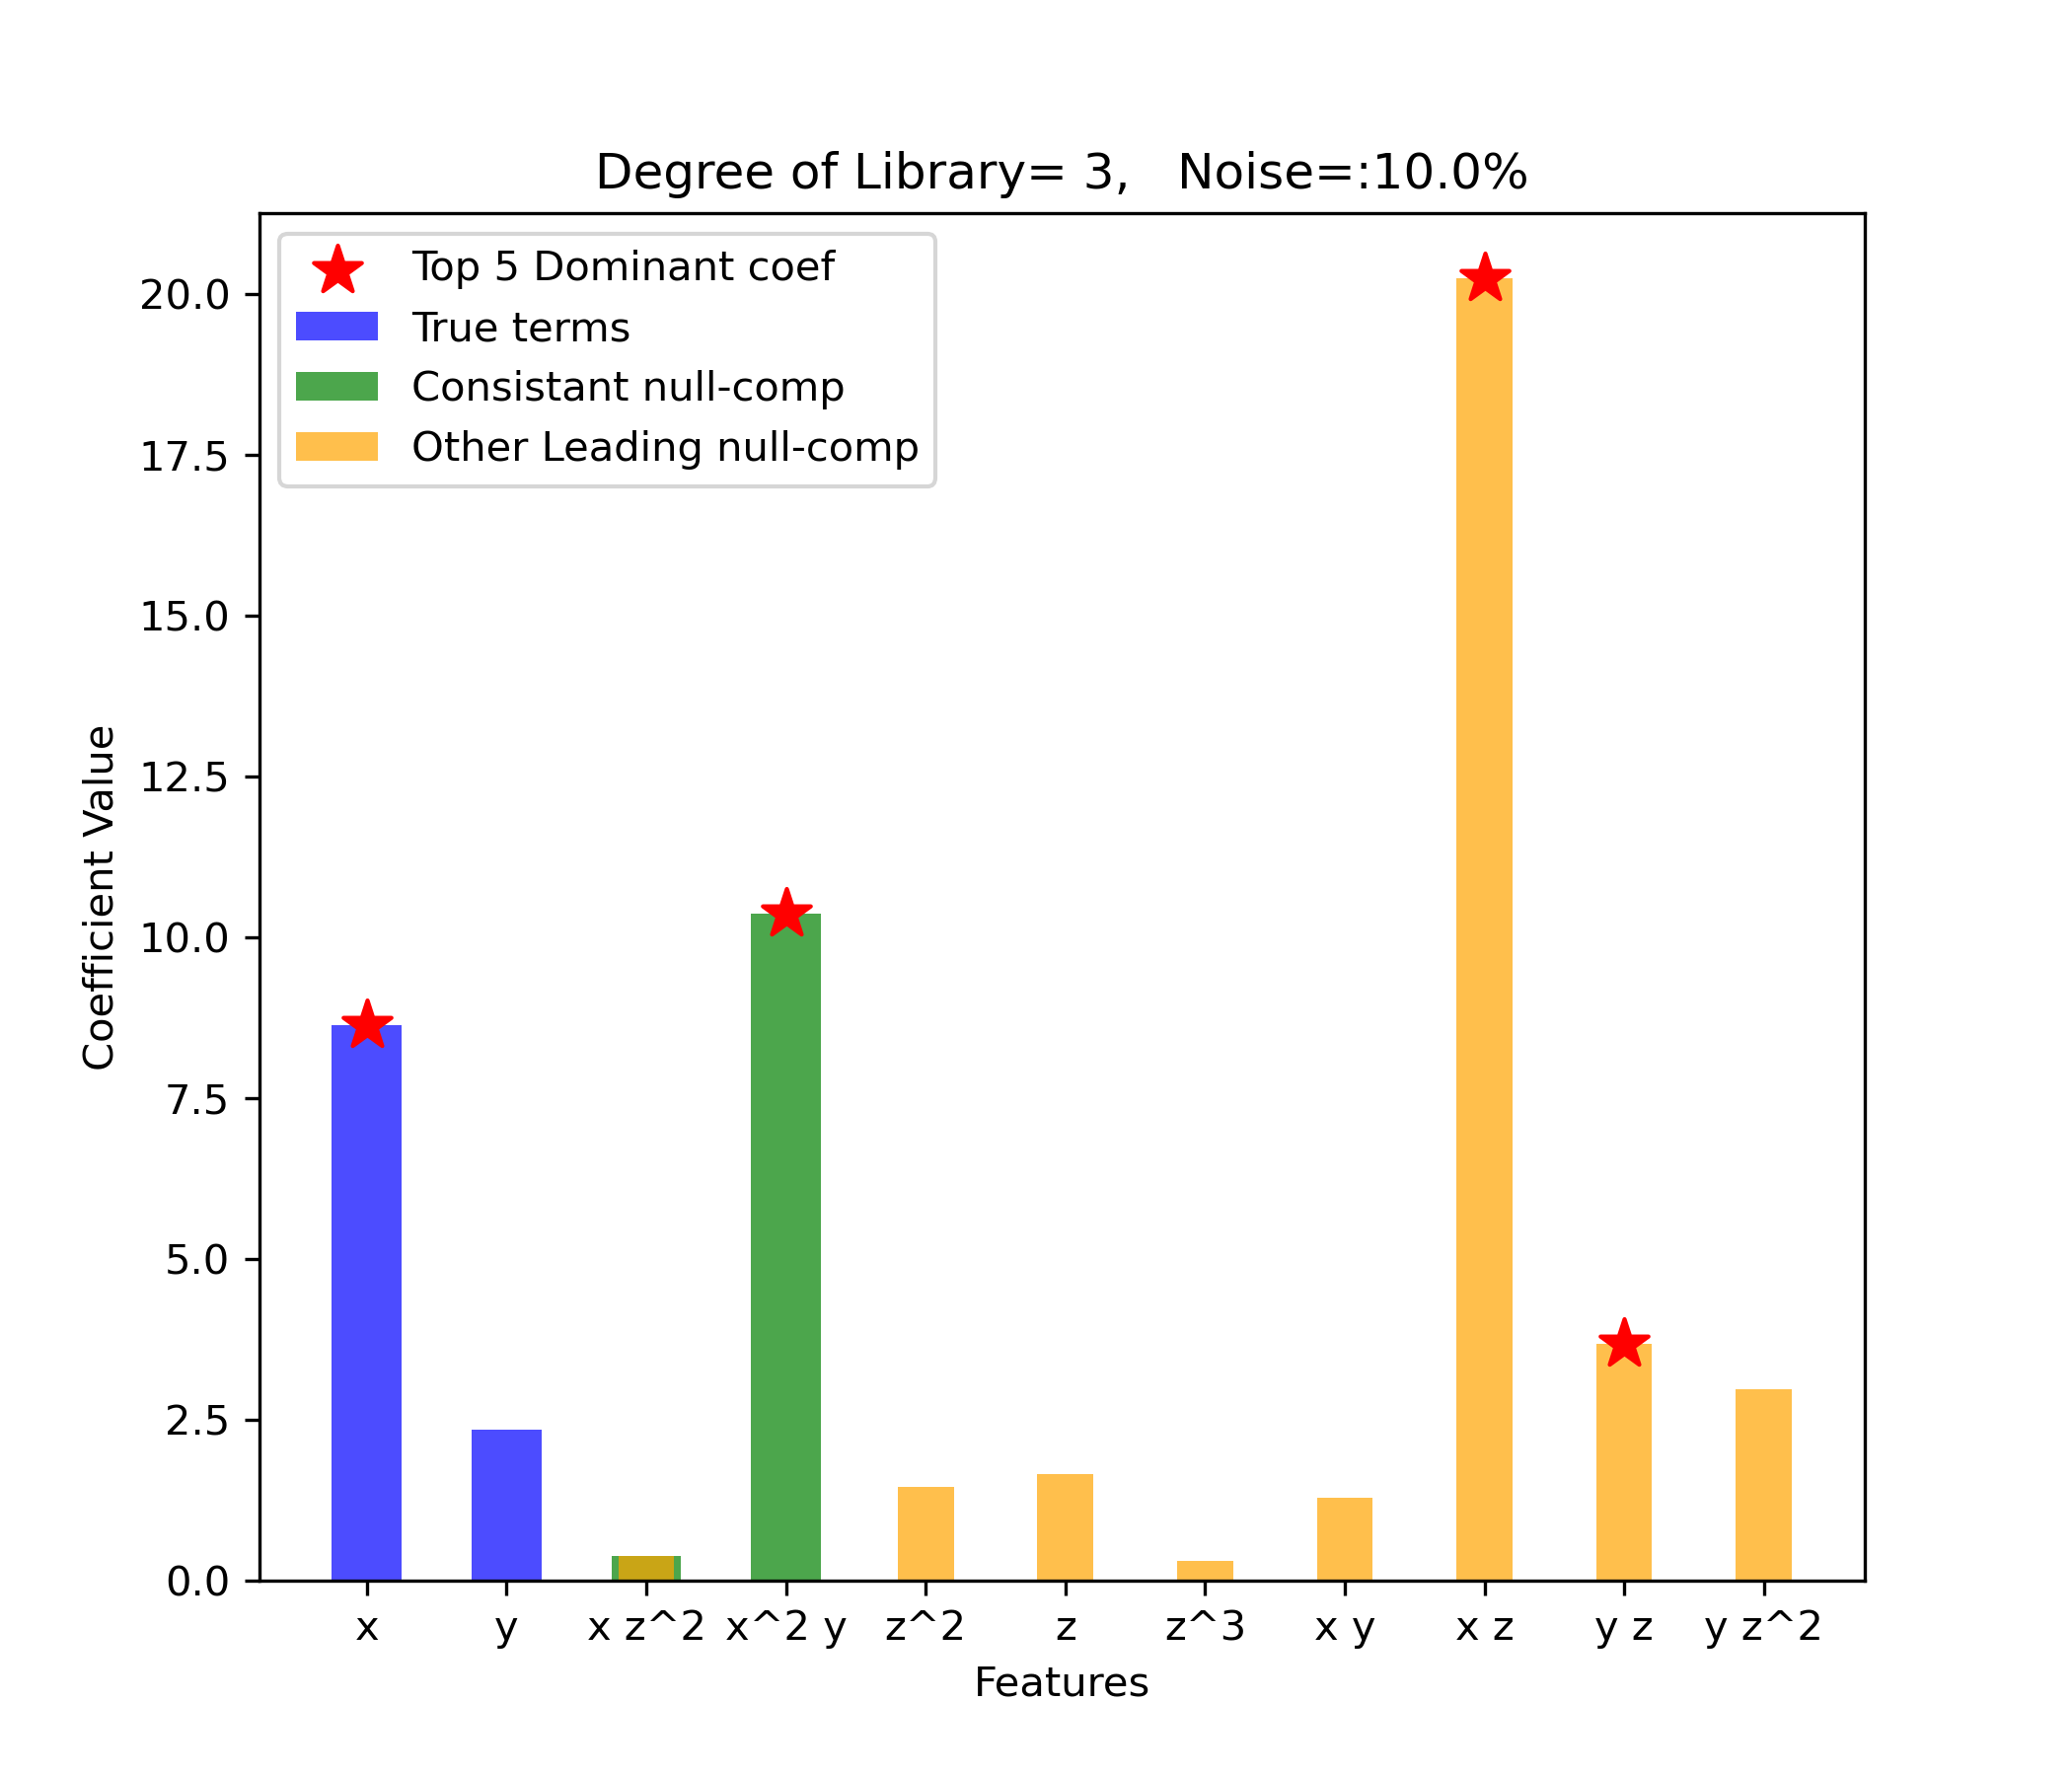 Degree of Library= 3,   Noise=:10.0%
Top 5 Dominant coef
True terms
Consistant null-comp
Other Leading null-comp
20.0
17.5
15.0
12.5
10.0
7.5
5.0
2.5
0.0
Coefficient Value
x y x z^2 x^2 y z^2 z z^3 x y x z y z y z^2
Features